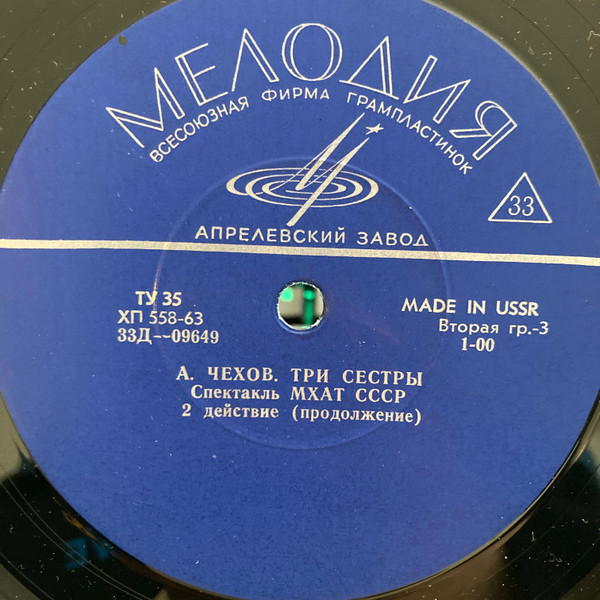 МЕЛОДИЯ
ВСЕСОЮЗНАЯ ФИРМА ГРАМПЛАСТИНОК
33
АПРЕЛЕВСКИЙ ЗАВОД
ТУ 35
ХП 558-63
33Д—09649
MADE IN USSR
Вторая гр.-3
1-00
А. ЧЕХОВ. ТРИ СЕСТРЫ
Спектакль МХАТ СССР
2 действие (продолжение)